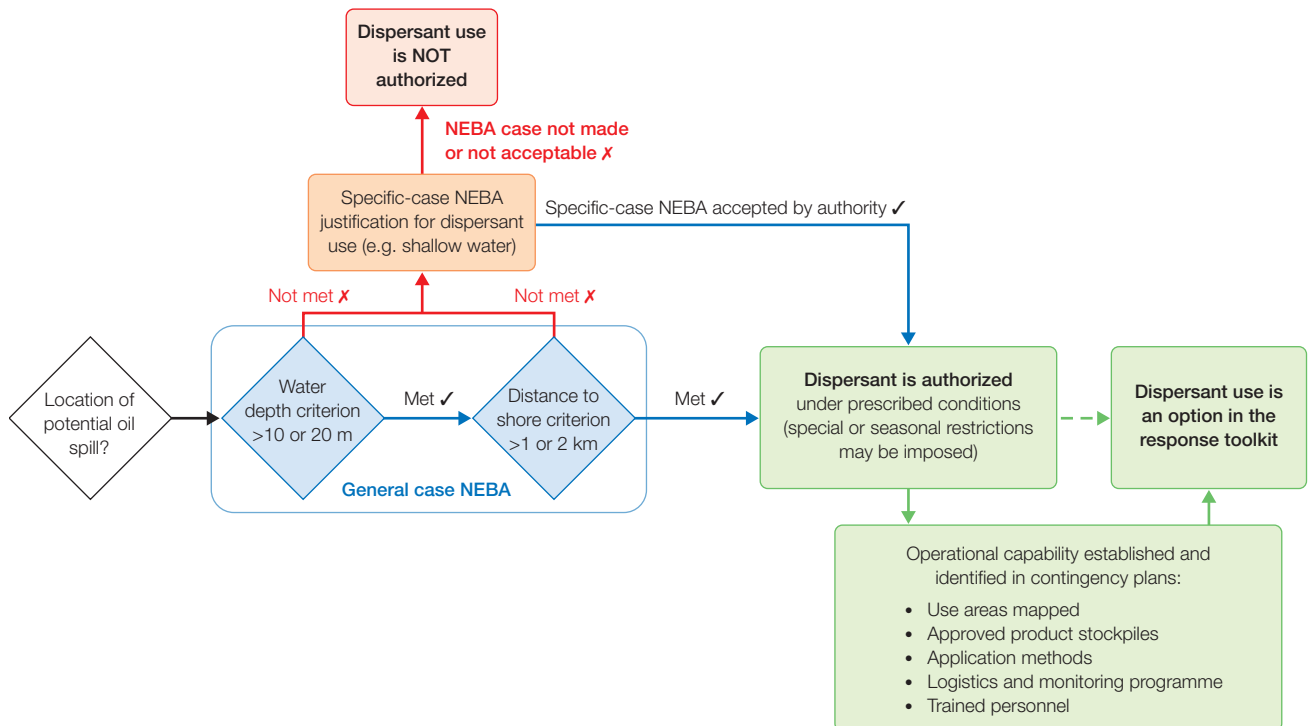 Dispersant use
is NOT
authorized
NEBA case not made
or not acceptable ✗
Specific-case NEBA
justification for dispersant
use (e.g. shallow water)
Specific-case NEBA accepted by authority ✓
Not met ✗
Not met ✗
Location of
potential oil
spill?
Water
depth criterion
>10 or 20 m
Met ✓
Distance to
shore criterion
>1 or 2 km
Met ✓
General case NEBA
Dispersant is authorized
under prescribed conditions
(special or seasonal restrictions
may be imposed)
Dispersant use is
an option in the
response toolkit
Operational capability established and
identified in contingency plans:
• Use areas mapped
• Approved product stockpiles
• Application methods
• Logistics and monitoring programme
• Trained personnel